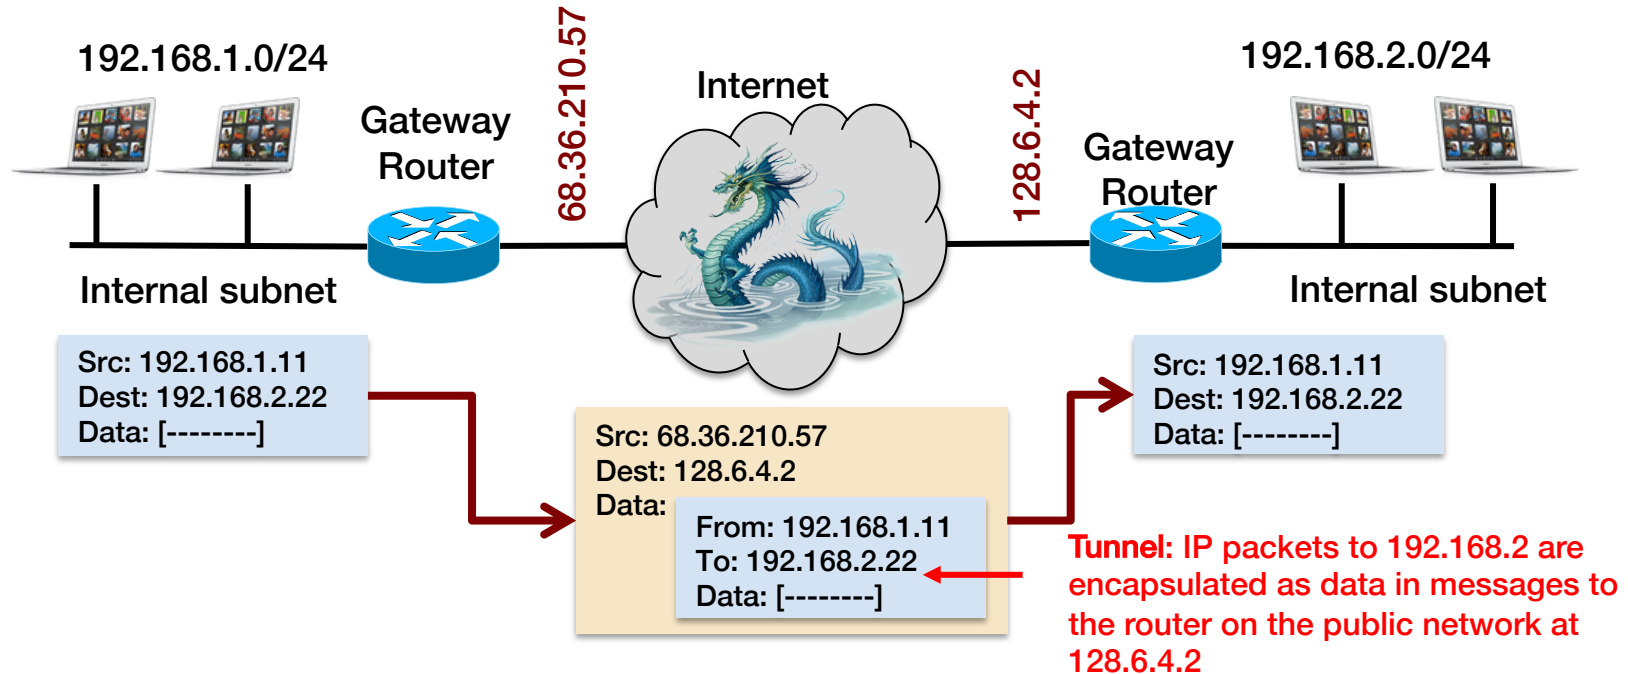 192.168.1.0/24
Gateway
Router
68.36.210.57
Internet
128.6.4.2
Gateway
Router
192.168.2.0/24
Internal subnet
Internal subnet
Src: 192.168.1.11
Dest: 192.168.2.22
Data: [--------]
Src: 68.36.210.57
Dest: 128.6.4.2
Data:
From: 192.168.1.11
To: 192.168.2.22
Data: [--------]
Src: 192.168.1.11
Dest: 192.168.2.22
Data: [--------]
Tunnel: IP packets to 192.168.2 are
encapsulated as data in messages to
the router on the public network at
128.6.4.2